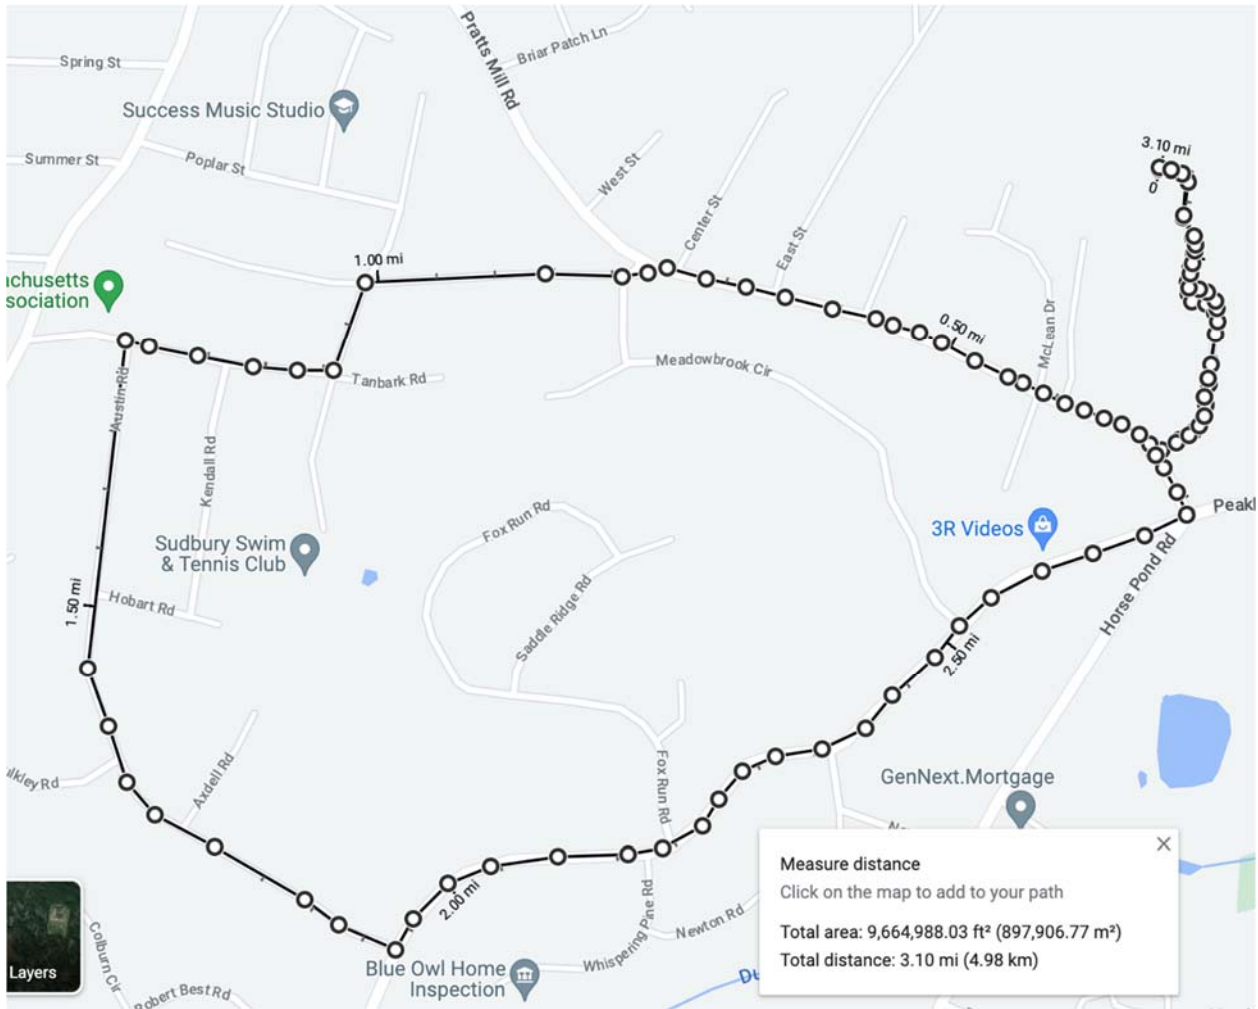 Spring St
Pratts Mill Rd
Briar Patch Ln
Success Music Studio
Summer St
Poplar St
West St
3.10 mi
0
Center St
East St
1.00 mi
achusetts
sociation
0.50 mi
McLean Dr
Meadowbrook Cir
Tanbark Rd
Austin Rd
Kendall Rd
Fox Run Rd
Peakl
3R Videos
Sudbury Swim
& Tennis Club
Horse Pond Rd
1.50 mi
Hobart Rd
Saddle Ridge Rd
2.50 mi
ulkley Rd
Axdell Rd
Fox Run Rd
GenNext.Mortgage
Measure distance
Click on the map to add to your path
Total area: 9,664,988.03 ft² (897,906.77 m²)
Total distance: 3.10 mi (4.98 km)
2.00 mi
Whispering Pine Rd
Newton Rd
Layers
Colburn Cir
Blue Owl Home
Inspection
Robert Best Rd
Du